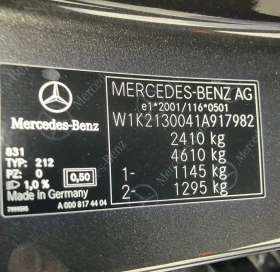 MERCEDES-BENZ AG
e1*2001/116*0501
W1K2130041A917982
2410 kg
4610 kg
1- 1145 kg
2- 1295 kg
Mercedes-Benz
831
TYP: 212
PZ: 0 0,50
1,0 %
Made in Germany
A 000 817 44 04